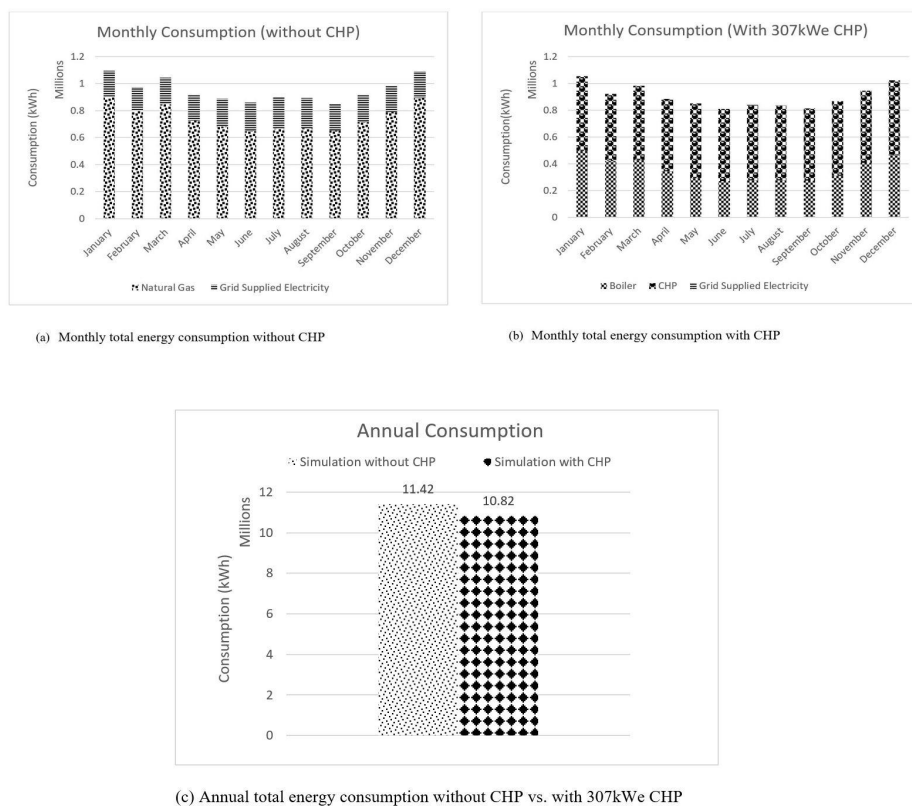 Monthly Consumption (without CHP)
Consumption (kWh)
Millions
1.2
1
0.8
0.6
0.4
0.2
0
January
February
March
April
May
June
July
August
September
October
November
December
Natural Gas
Grid Supplied Electricity
(a) Monthly total energy consumption without CHP
Monthly Consumption (With 307kWe CHP)
Consumption(kWh)
Millions
1.2
1
0.8
0.6
0.4
0.2
0
January
February
March
April
May
June
July
August
September
October
November
December
Boiler
CHP
Grid Supplied Electricity
(b) Monthly total energy consumption with CHP
Annual Consumption
Simulation without CHP
Simulation with CHP
Consumption (kWh)
Millions
12
10
8
6
4
2
0
11.42
10.82
(c) Annual total energy consumption without CHP vs. with 307kWe CHP